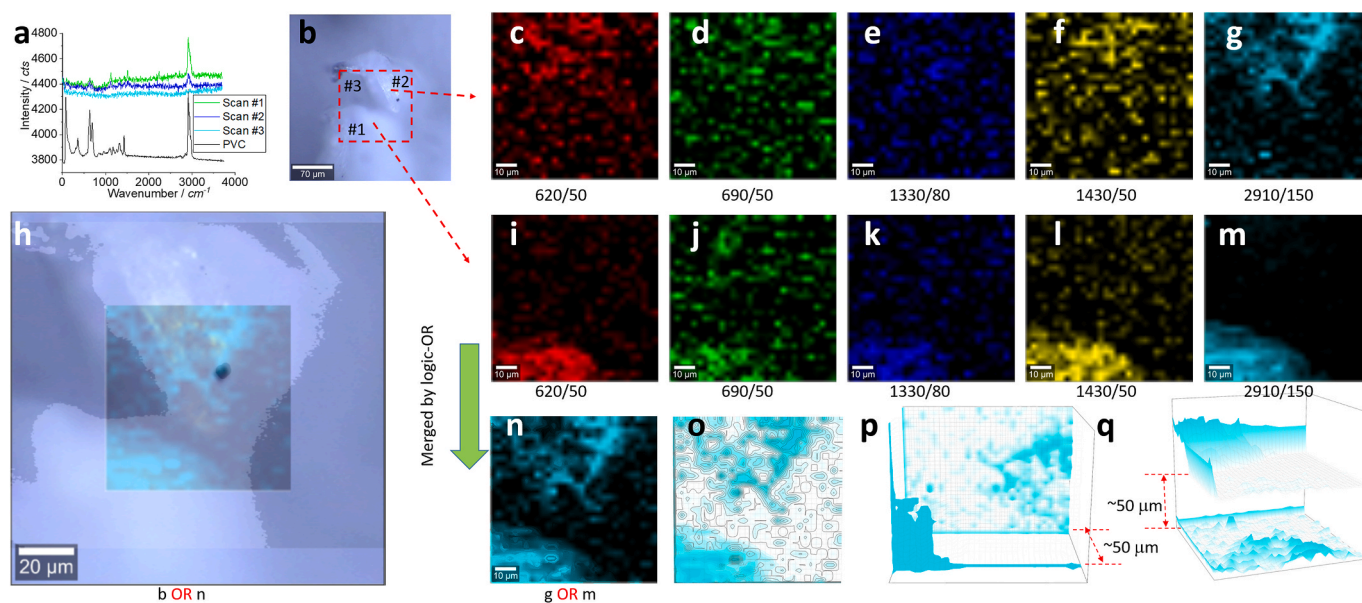 a
4800
4600
4400
4200
4000
3800
Intensity / cts
Scan #1
Scan #2
Scan #3
PVC
0
1000
2000
3000
4000
Wavenumber / cm-1
b
#3
#2
#1
70 μm
c
10 μm
620/50
d
10 μm
690/50
e
10 μm
1330/80
f
10 μm
1430/50
g
10 μm
2910/150
h
20 μm
b OR n
Merged by logic-OR
i
10 μm
620/50
j
10 μm
690/50
k
10 μm
1330/80
l
10 μm
1430/50
m
10 μm
2910/150
n
10 μm
g OR m
o
p
~50 μm
q
~50 μm